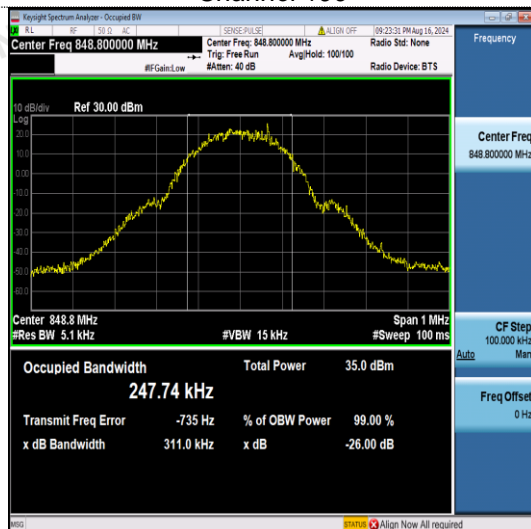 Keysight Spectrum Analyzer - Occupied BW
RL RF 50 Ω AC SENSE:PULSE ALIGN OFF 09:23:31 PM Aug 16, 2024
Center Freq 848.800000 MHz Center Freq: 848.800000 MHz Radio Std: None Frequency
Trig: Free Run Avg|Hold: 100/100
#IFGain:Low #Atten: 40 dB Radio Device: BTS
10 dB/div Ref 30.00 dBm
Log
20.0
10.0
0.00
10.0
20.0
30.0
40.0
50.0
60.0
Center Freq
848.800000 MHz
Center 848.8 MHz Span 1 MHz
#Res BW 5.1 kHz #VBW 15 kHz #Sweep 100 ms
CF Step
100.000 kHz
Auto Man
Occupied Bandwidth Total Power 35.0 dBm
247.74 kHz
Freq Offset
0 Hz
Transmit Freq Error -735 Hz % of OBW Power 99.00 %
x dB Bandwidth 311.0 kHz x dB -26.00 dB
MSG STATUS Align Now All required